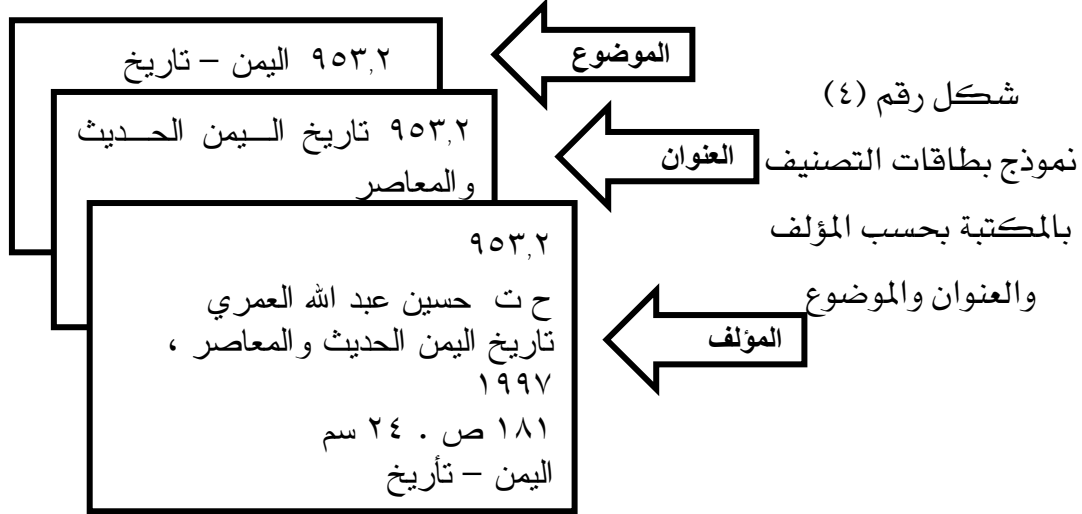 شكل رقم (٤)
نموذج بطاقات التصنيف
بالمكتبة بحسب المؤلف
والعنوان والموضوع
الموضوع
٩٥٣,٢ اليمن – تاريخ
العنوان
٩٥٣,٢ تاريخ اليمن الحديث
والمعاصر
المؤلف
٩٥٣,٢
ح ت حسين عبد الله العمري
تاريخ اليمن الحديث والمعاصر ،
١٩٩٧
١٨١ ص . ٢٤ سم
اليمن – تأريخ